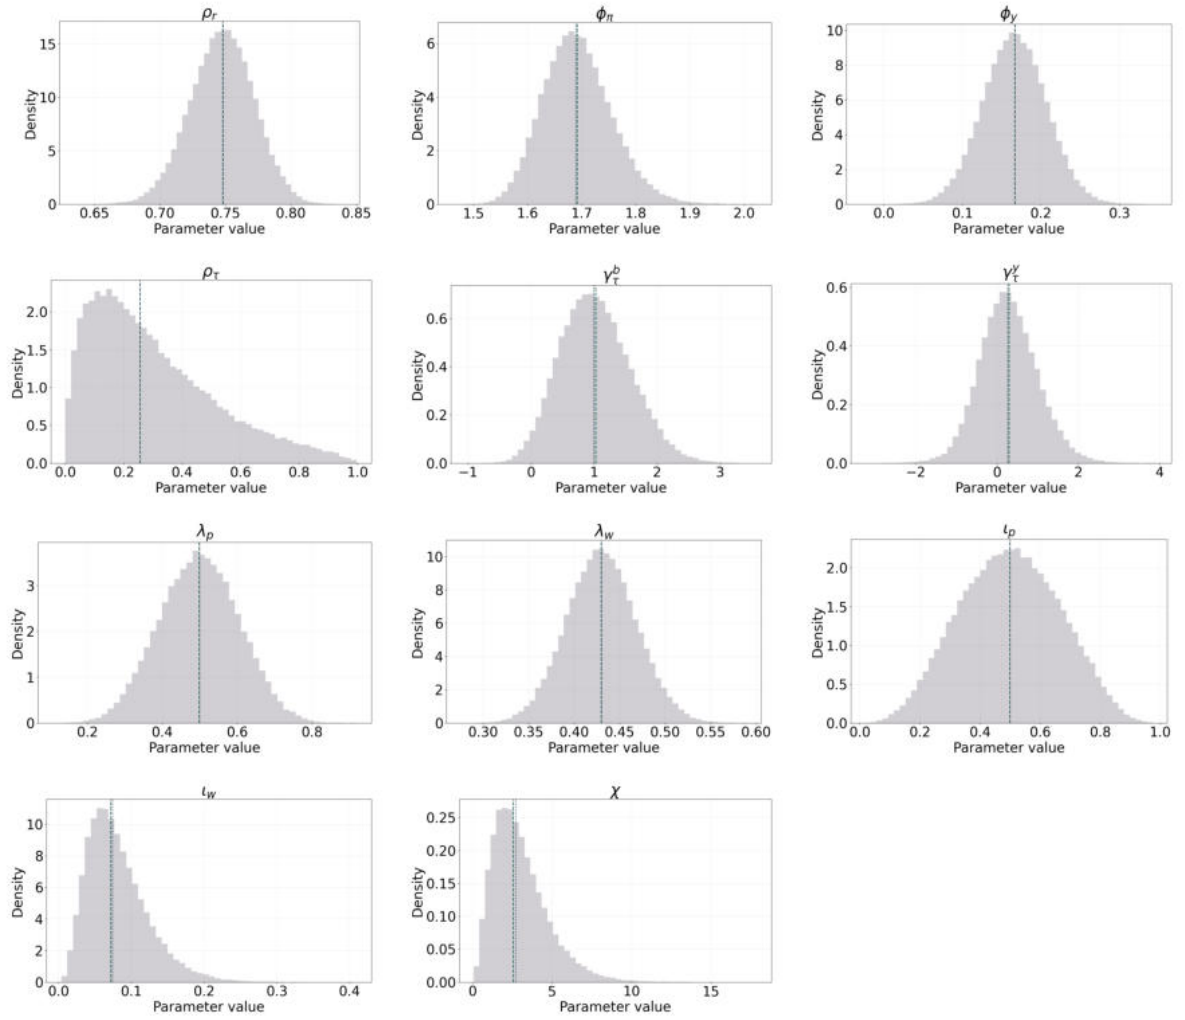 ρ_r
15
10
5
0
Density
0.65 0.70 0.75 0.80 0.85
Parameter value
φ_π
6
4
2
0
Density
1.5 1.6 1.7 1.8 1.9 2.0
Parameter value
φ_y
10
8
6
4
2
0
Density
0.0 0.1 0.2 0.3
Parameter value
ρ_τ
2.0
1.5
1.0
0.5
0.0
Density
0.0 0.2 0.4 0.6 0.8 1.0
Parameter value
γ_τ^b
0.6
0.4
0.2
0.0
Density
−1 0 1 2 3
Parameter value
γ_τ^y
0.6
0.4
0.2
0.0
Density
−2 0 2 4
Parameter value
λ_p
3
2
1
0
Density
0.2 0.4 0.6 0.8
Parameter value
λ_w
10
8
6
4
2
0
Density
0.30 0.35 0.40 0.45 0.50 0.55 0.60
Parameter value
ι_p
2.0
1.5
1.0
0.5
0.0
Density
0.0 0.2 0.4 0.6 0.8 1.0
Parameter value
ι_w
10
8
6
4
2
0
Density
0.0 0.1 0.2 0.3 0.4
Parameter value
χ
0.25
0.20
0.15
0.10
0.05
0.00
Density
0 5 10 15
Parameter value